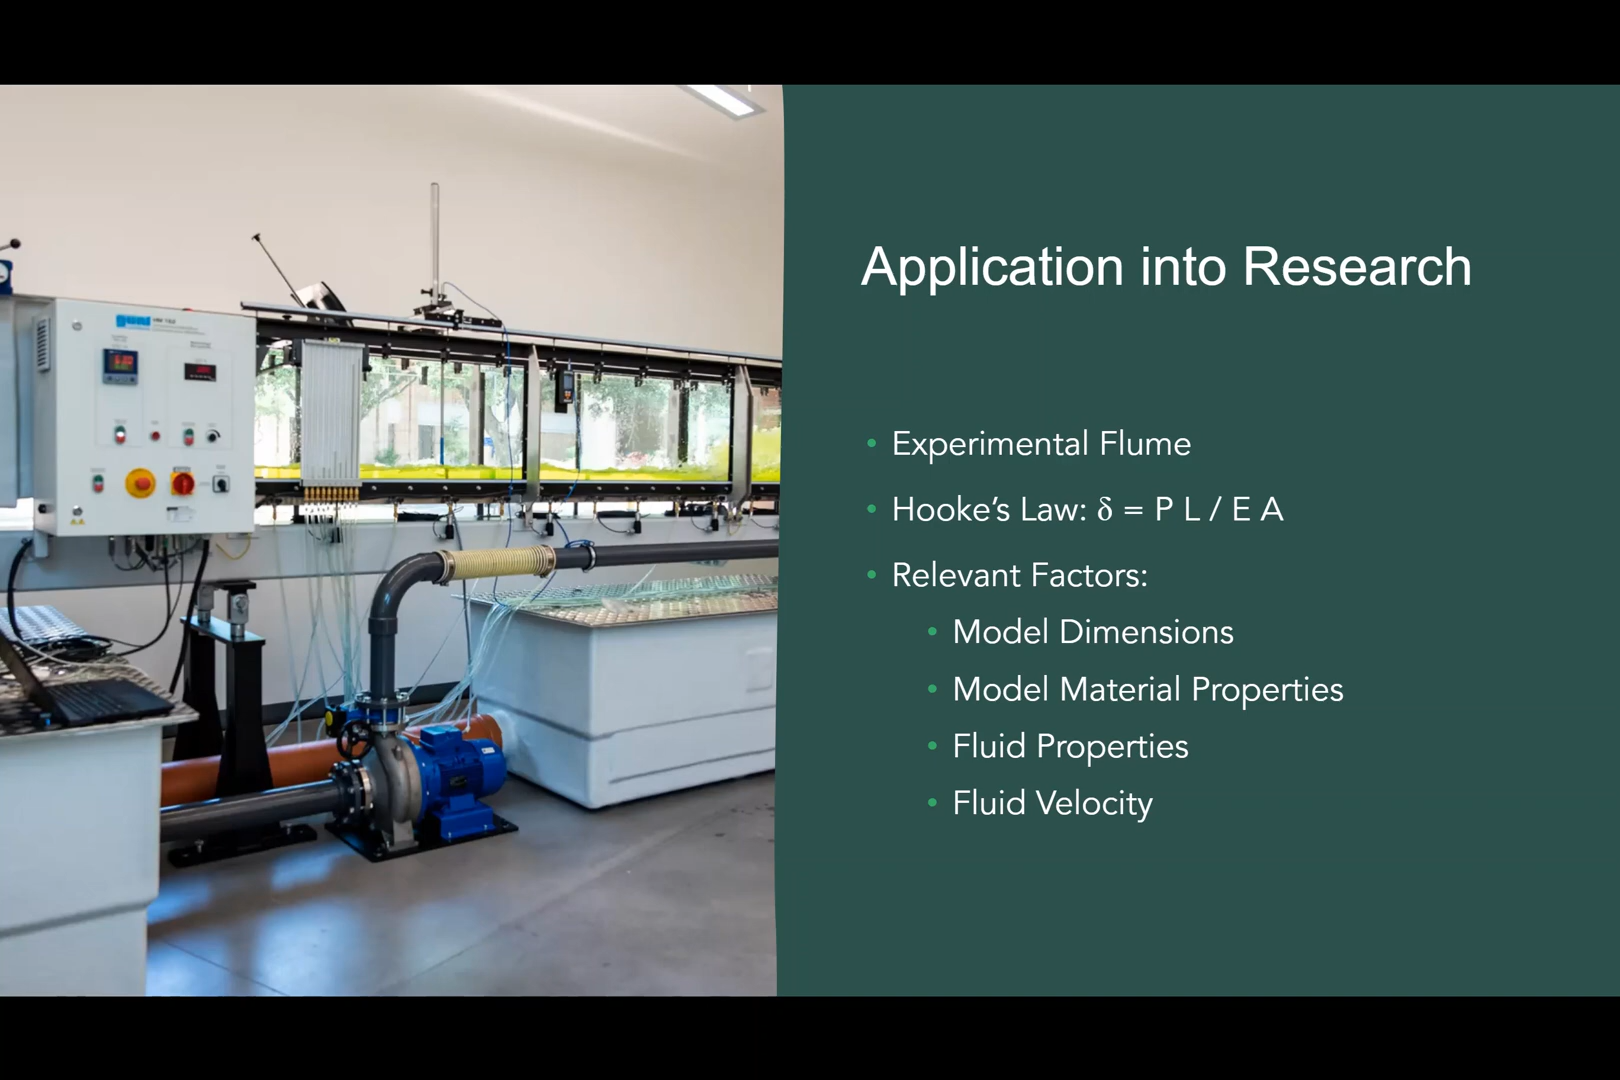 Application into Research
• Experimental Flume
• Hooke’s Law: δ = P L / E A
• Relevant Factors:
• Model Dimensions
• Model Material Properties
• Fluid Properties
• Fluid Velocity